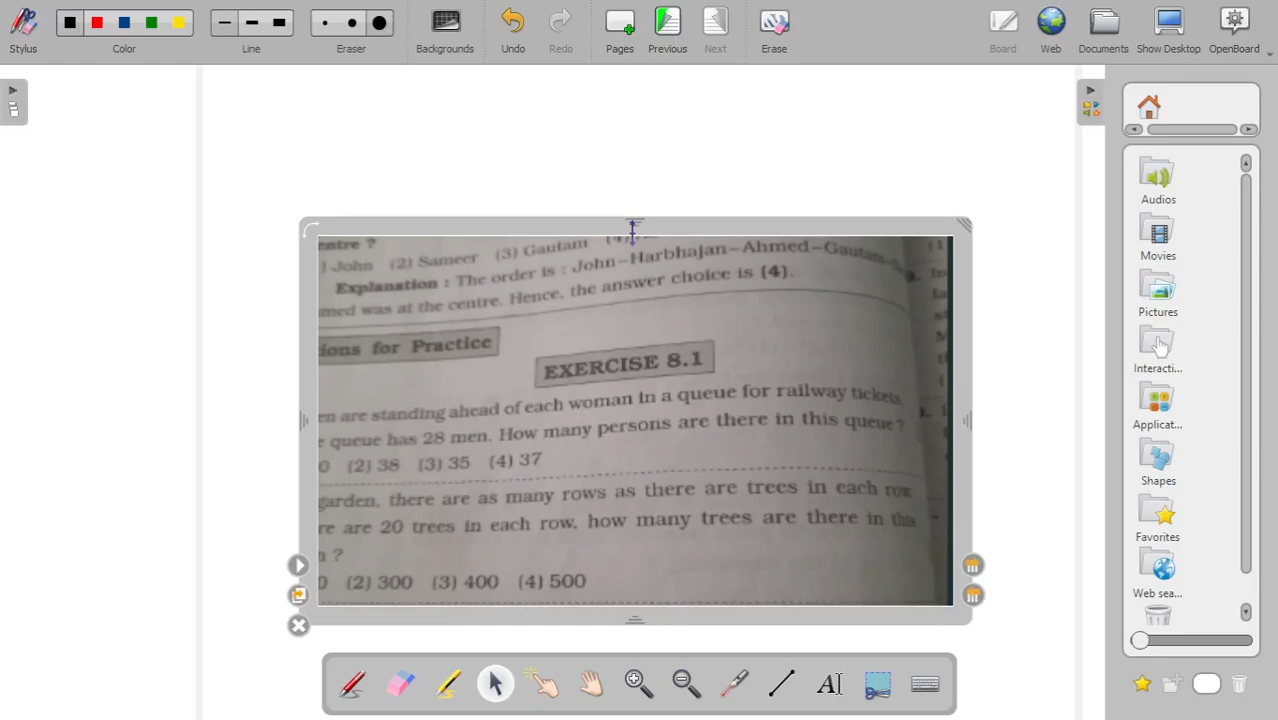 Stylus
Color
Line
Eraser
Backgrounds
Undo
Redo
Pages
Previous
Next
Erase
Board
Web
Documents
Show Desktop
OpenBoard
entre ?
) John (2) Sameer (3) Gautam (4)
Explanation : The order is : John-Harbhajan-Ahmed-Gautam-
med was at the centre. Hence, the answer choice is (4).
ions for Practice
EXERCISE 8.1
en are standing ahead of each woman in a queue for railway tickets.
e queue has 28 men. How many persons are there in this queue ?
0 (2) 38 (3) 35 (4) 37
garden, there are as many rows as there are trees in each row.
re are 20 trees in each row, how many trees are there in this
n ?
0 (2) 300 (3) 400 (4) 500
Audios
Movies
Pictures
Interacti...
Applicat...
Shapes
Favorites
Web sea...